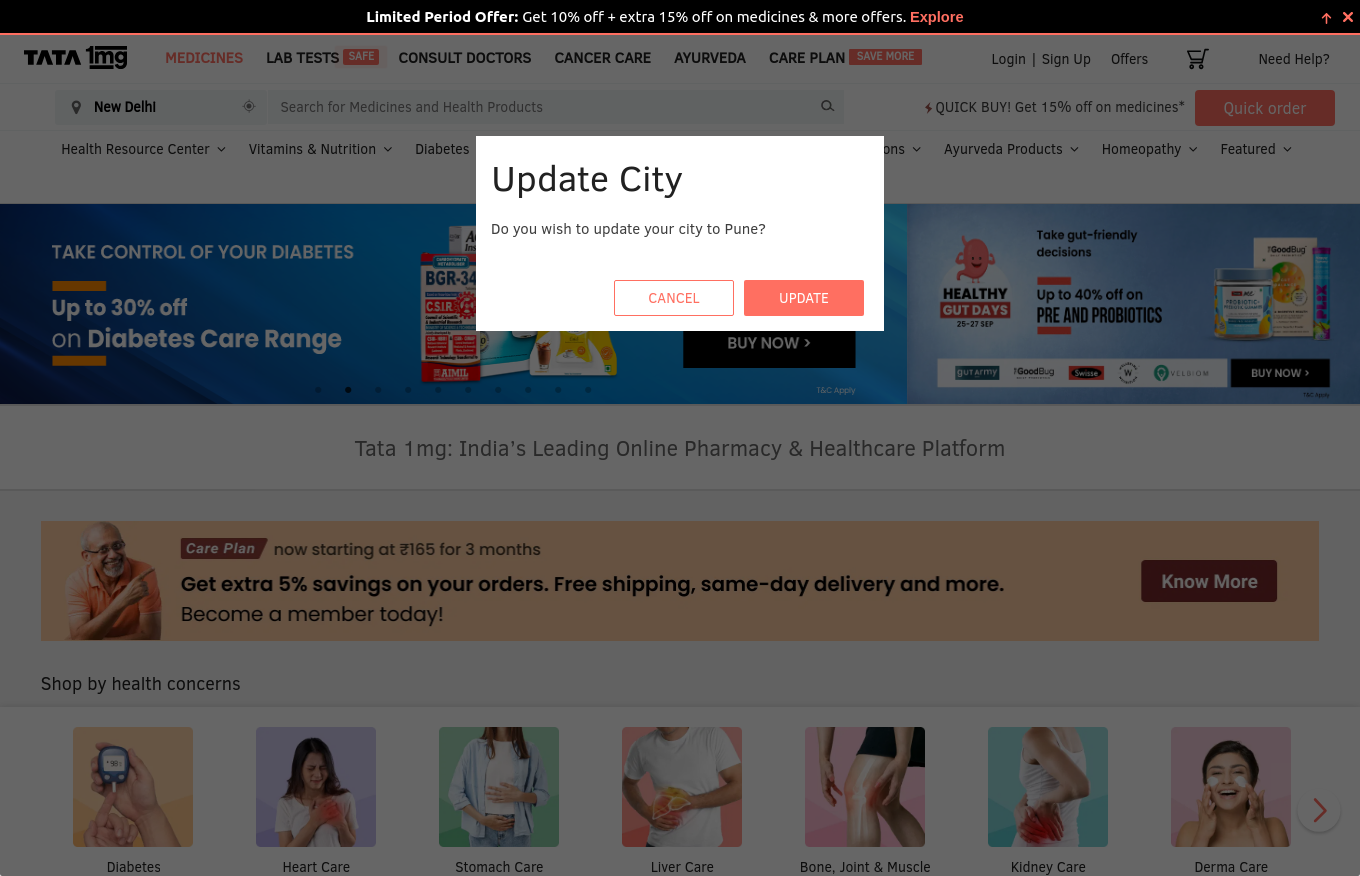 Limited Period Offer: Get 10% off + extra 15% off on medicines & more offers. Explore
TATA 1mg
MEDICINES LAB TESTS SAFE CONSULT DOCTORS CANCER CARE AYURVEDA CARE PLAN SAVE MORE
Login | Sign Up Offers Need Help?
New Delhi
Search for Medicines and Health Products
QUICK BUY! Get 15% off on medicines*
Quick order
Health Resource Center Vitamins & Nutrition Diabetes ons Ayurveda Products Homeopathy Featured
Update City
Do you wish to update your city to Pune?
CANCEL UPDATE
TAKE CONTROL OF YOUR DIABETES
Up to 30% off
on Diabetes Care Range
BGR-34
AIMIL
BUY NOW >
T&C Apply
Take gut-friendly
decisions
HEALTHY
GUT DAYS
25-27 SEP
Up to 40% off on
PRE AND PROBIOTICS
GoodBug
PROBIOTIC+
PLIX
gut army
GoodBug
Swisse
W
BUY NOW >
T&C Apply
Tata 1mg: India’s Leading Online Pharmacy & Healthcare Platform
Care Plan now starting at ₹165 for 3 months
Get extra 5% savings on your orders. Free shipping, same-day delivery and more.
Become a member today!
Know More
Shop by health concerns
Diabetes Heart Care Stomach Care Liver Care Bone, Joint & Muscle Kidney Care Derma Care